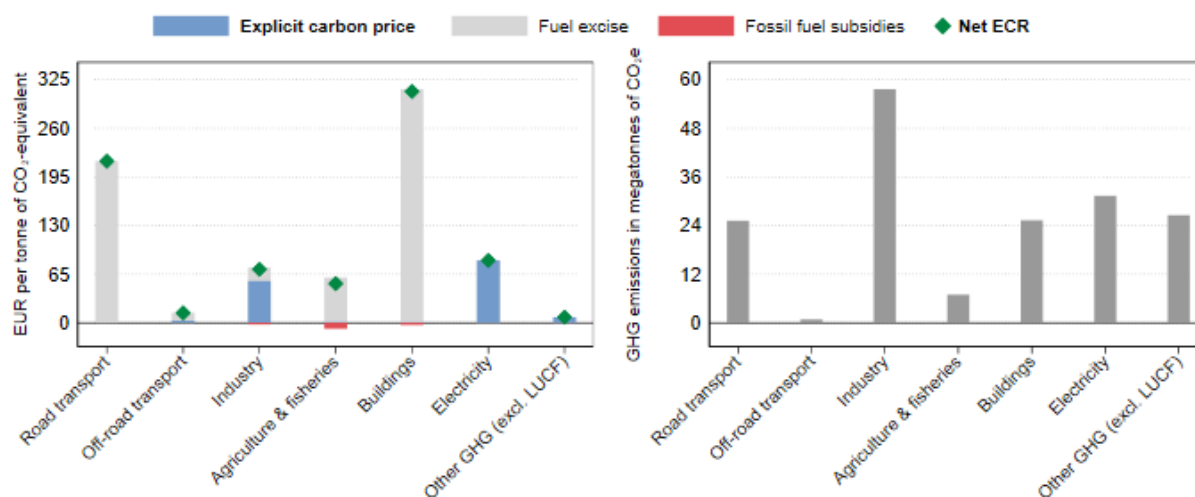 Explicit carbon price Fuel excise Fossil fuel subsidies Net ECR
EUR per tonne of CO₂-equivalent
325
260
195
130
65
0
Road transport
Off-road transport
Industry
Agriculture & fisheries
Buildings
Electricity
Other GHG (excl. LUCF)
GHG emissions in megatonnes of CO₂e
60
48
36
24
12
0
Road transport
Off-road transport
Industry
Agriculture & fisheries
Buildings
Electricity
Other GHG (excl. LUCF)